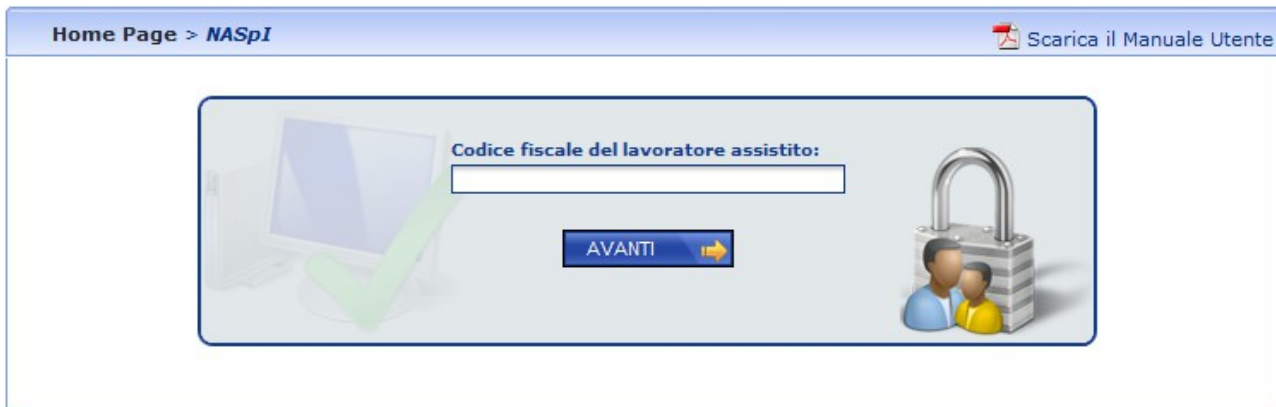 Home Page > NASpI
Scarica il Manuale Utente
Codice fiscale del lavoratore assistito:
AVANTI